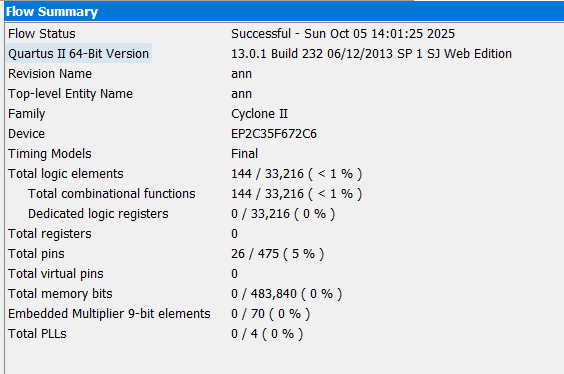 Flow Summary
Flow Status Successful - Sun Oct 05 14:01:25 2025
Quartus II 64-Bit Version 13.0.1 Build 232 06/12/2013 SP 1 SJ Web Edition
Revision Name ann
Top-level Entity Name ann
Family Cyclone II
Device EP2C35F672C6
Timing Models Final
Total logic elements 144 / 33,216 ( < 1 % )
Total combinational functions 144 / 33,216 ( < 1 % )
Dedicated logic registers 0 / 33,216 ( 0 % )
Total registers 0
Total pins 26 / 475 ( 5 % )
Total virtual pins 0
Total memory bits 0 / 483,840 ( 0 % )
Embedded Multiplier 9-bit elements 0 / 70 ( 0 % )
Total PLLs 0 / 4 ( 0 % )